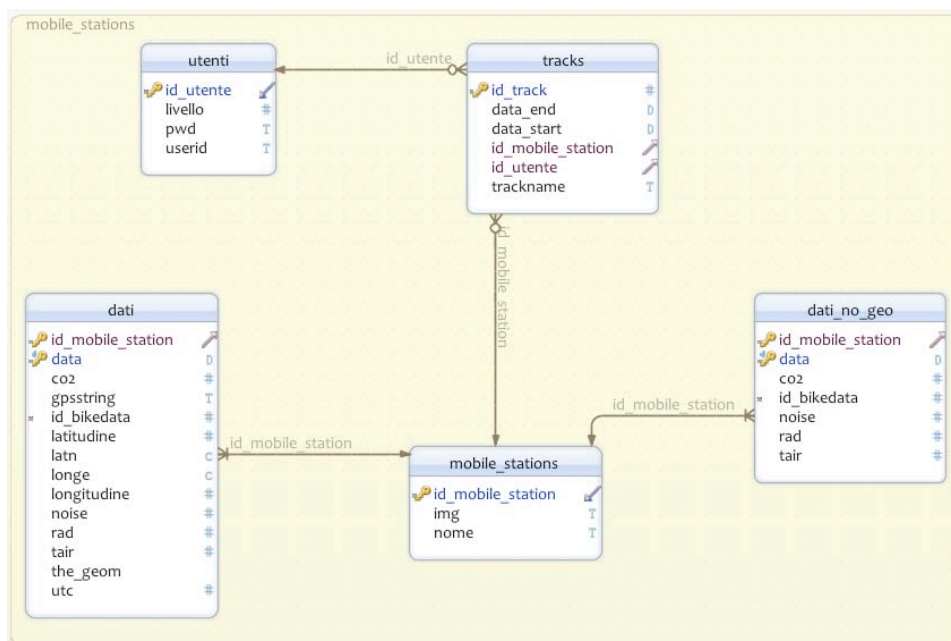 mobile_stations
utenti
id_utente
livello #
pwd T
userid T
id_utente
tracks
id_track #
data_end D
data_start D
id_mobile_station
id_utente
trackname T
id_mobile_station
dati
id_mobile_station
data D
co2 #
gpsstring T
id_bikedata #
latitudine #
latn C
longe C
longitudine #
noise #
rad #
tair #
the_geom
utc #
id_mobile_station
mobile_stations
id_mobile_station
img T
nome T
id_mobile_station
dati_no_geo
id_mobile_station
data D
co2 #
id_bikedata #
noise #
rad #
tair #